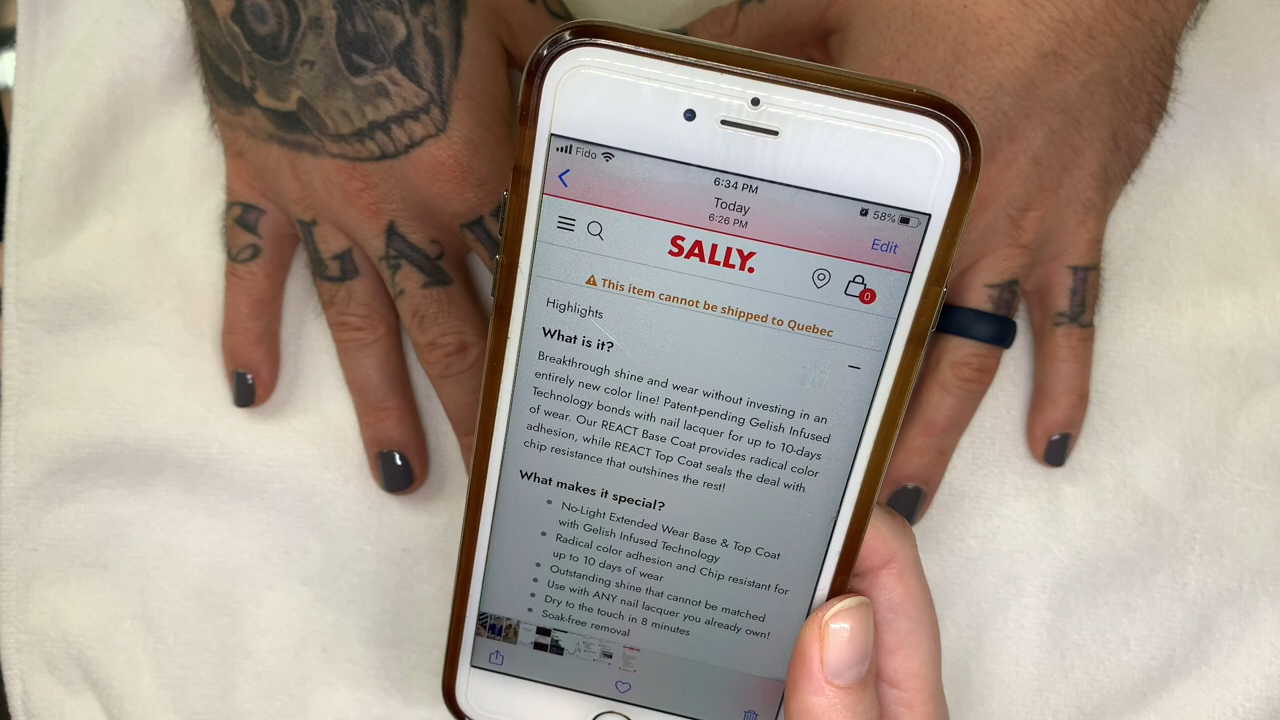 Fido
6:34 PM
58%
Today
6:26 PM
Edit
SALLY.
0
This item cannot be shipped to Quebec
Highlights
What is it?
Breakthrough shine and wear without investing in an
entirely new color line! Patent-pending Gelish Infused
Technology bonds with nail lacquer for up to 10-days
of wear. Our REACT Base Coat provides radical color
adhesion, while REACT Top Coat seals the deal with
chip resistance that outshines the rest!
What makes it special?
No-Light Extended Wear Base & Top Coat
with Gelish Infused Technology
Radical color adhesion and Chip resistant for
up to 10 days of wear
Outstanding shine that cannot be matched
Use with ANY nail lacquer you already own!
Dry to the touch in 8 minutes
Soak-free removal